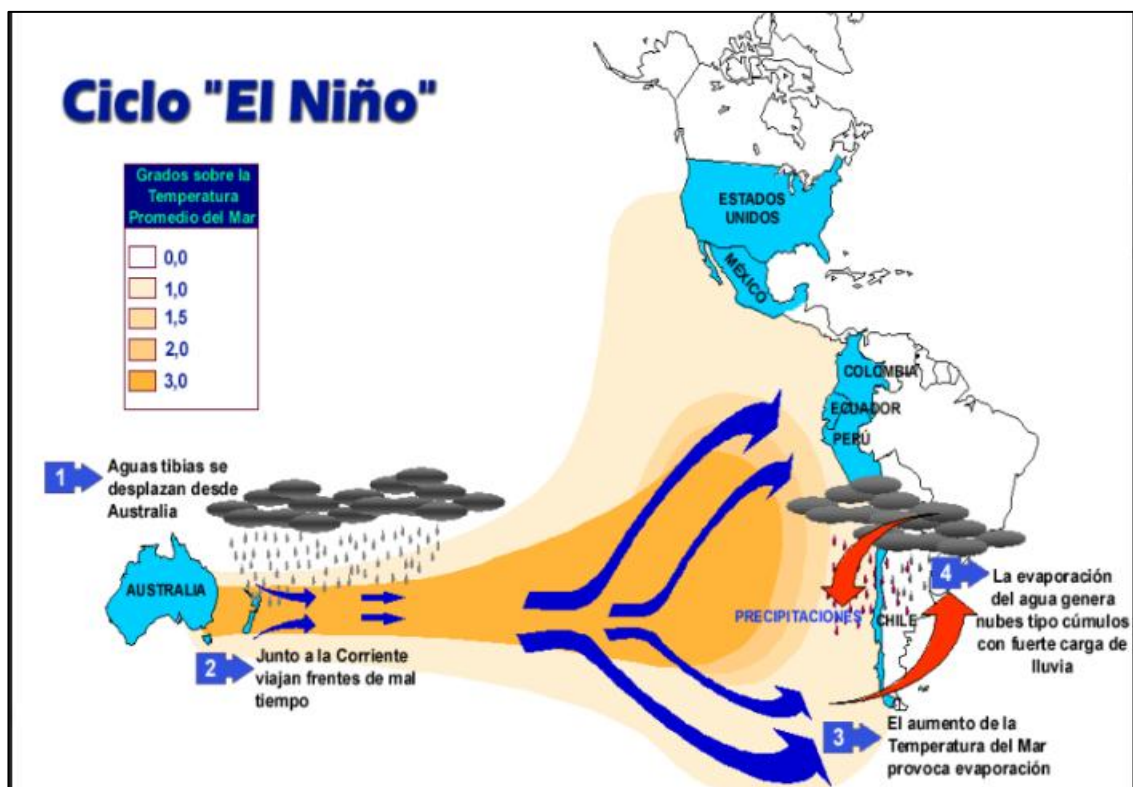 Ciclo "El Niño"
Grados sobre la
Temperatura
Promedio del Mar
0,0
1,0
1,5
2,0
3,0
ESTADOS
UNIDOS
MÉXICO
COLOMBIA
ECUADOR
PERÚ
1
Aguas tibias se
desplazan desde
Australia
AUSTRALIA
2
Junto a la Corriente
viajan frentes de mal
tiempo
PRECIPITACIONES
CHILE
4
La evaporación
del agua genera
nubes tipo cúmulos
con fuerte carga de
lluvia
3
El aumento de la
Temperatura del Mar
provoca evaporación